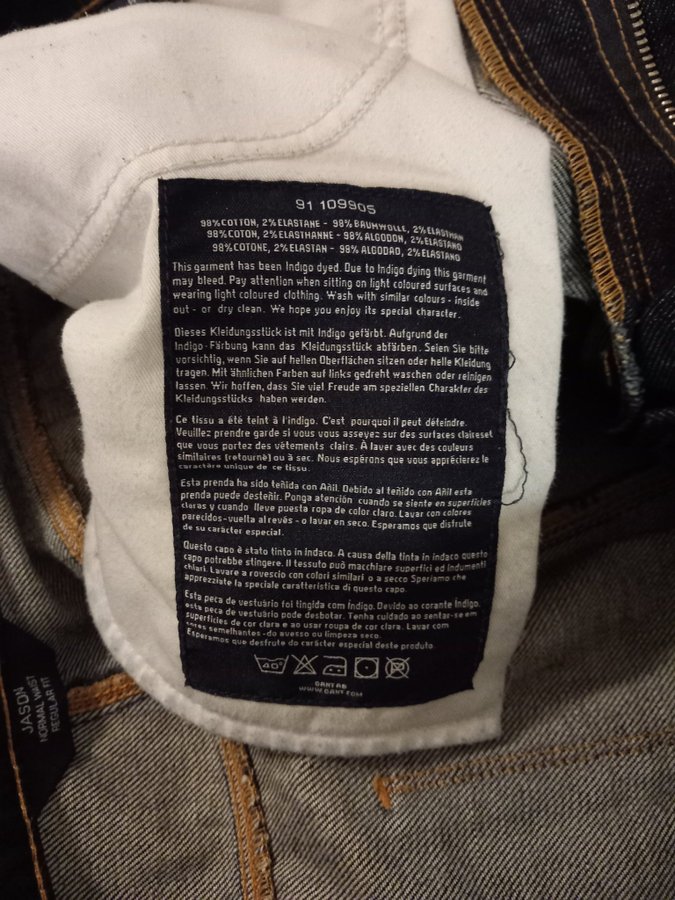 91 109905
98%COTTON, 2%ELASTANE - 98%BAUMWOLLE, 2%ELASTHAN
98%COTON, 2%ELASTHANNE - 98%ALGODON, 2%ELASTANO
98%COTONE, 2%ELASTAN - 98%ALGODAO, 2%ELASTANO
This garment has been Indigo dyed. Due to Indigo dying this garment
may bleed. Pay attention when sitting on light coloured surfaces and
wearing light coloured clothing. Wash with similar colours - inside
out - or dry clean. We hope you enjoy its special character.
Dieses Kleidungsstück ist mit Indigo gefärbt. Aufgrund der
Indigo-Färbung kann das Kleidungsstück abfärben. Seien Sie bitte
vorsichtig, wenn Sie auf hellen Oberflächen sitzen oder helle Kleidung
tragen. Mit ähnlichen Farben auf links gedreht waschen oder reinigen
lassen. Wir hoffen, dass Sie viel Freude am speziellen Charakter des
Kleidungsstücks haben werden.
Ce tissu a été teint à l'indigo. C'est pourquoi il peut déteindre.
Veuillez prendre garde si vous vous asseyez sur des surfaces claireset
que vous portez des vêtements clairs. A laver avec des couleurs
similaires (retourné) ou à sec. Nous espérons que vous apprécierez le
caractère unique de ce tissu.
Esta prenda ha sido teñida con Añil. Debido al teñido con Añil esta
prenda puede desteñir. Ponga atención cuando se siente en superficies
claras y cuando lleve puesta ropa de color claro. Lavar con colores
parecidos-vuelta al revés - o lavar en seco. Esperamos que disfrute
de su carácter especial.
Questo capo è stato tinto in indaco. A causa della tinta in indaco questo
capo potrebbe stingere. Il tessuto può macchiare superfici ed indumenti
chiari. Lavare a rovescio con colori similari o a secco Speriamo che
apprezziate la speciale caratteristica di questo capo.
Esta peca de vestuário foi tingida com Indigo. Devido ao corante Índigo.
esta peca de vestuário pode desbotar. Tenha cuidado ao sentar-se em
superfícies de cor clara e ao usar roupa de cor clara. Lavar com
cores semelhantes - do avesso ou limpeza seco.
Esperamos que desfrute do carácter especial deste produto.
40°
GANT AB
WWW.GANT.COM
JASON
NORMAL WAIST
REGULAR FIT